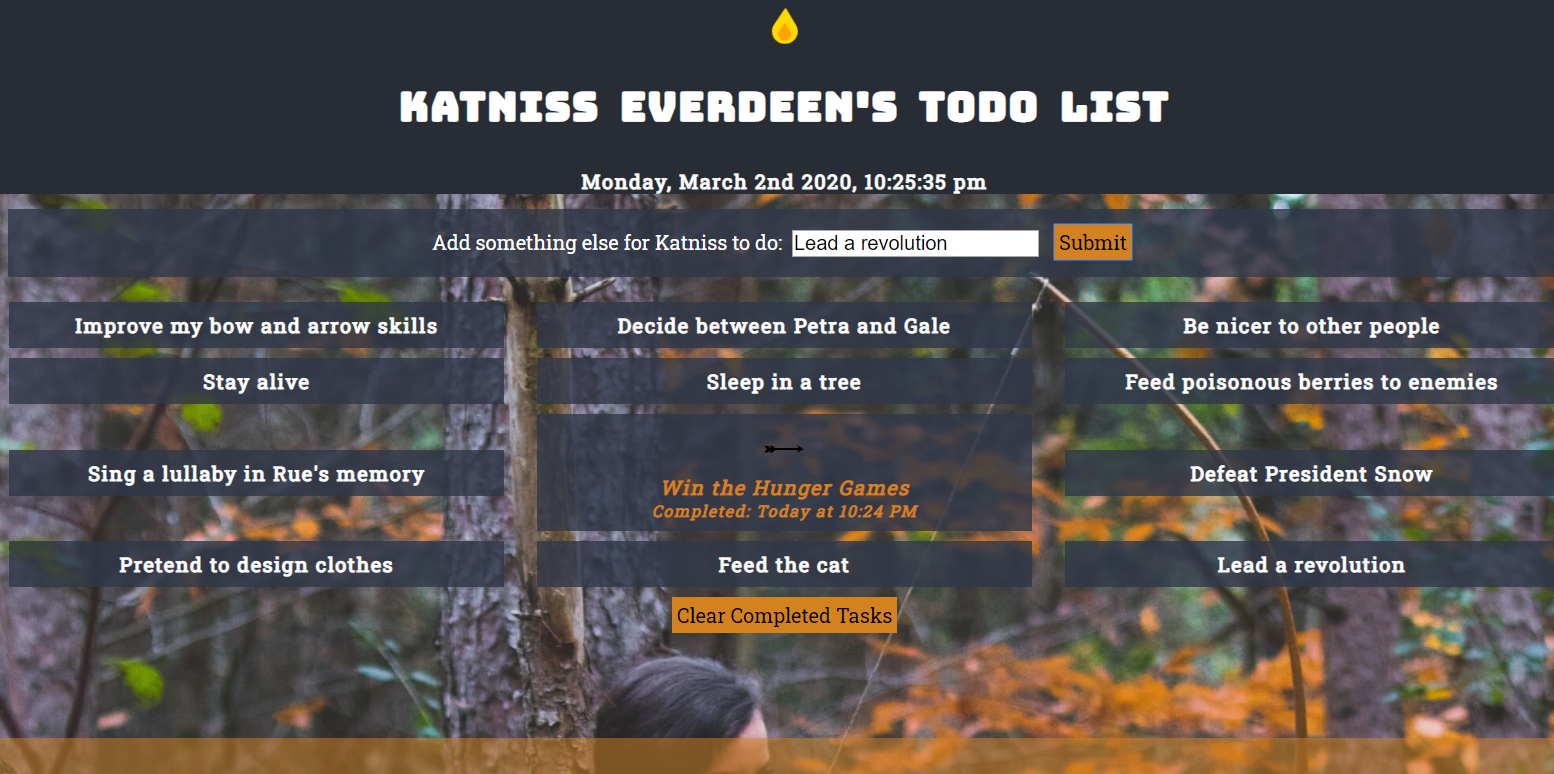 KATNISS EVERDEEN'S TODO LIST
Monday, March 2nd 2020, 10:25:35 pm
Add something else for Katniss to do: Lead a revolution Submit
Improve my bow and arrow skills
Decide between Petra and Gale
Be nicer to other people
Stay alive
Sleep in a tree
Feed poisonous berries to enemies
Sing a lullaby in Rue's memory
Win the Hunger Games
Completed: Today at 10:24 PM
Defeat President Snow
Pretend to design clothes
Feed the cat
Lead a revolution
Clear Completed Tasks